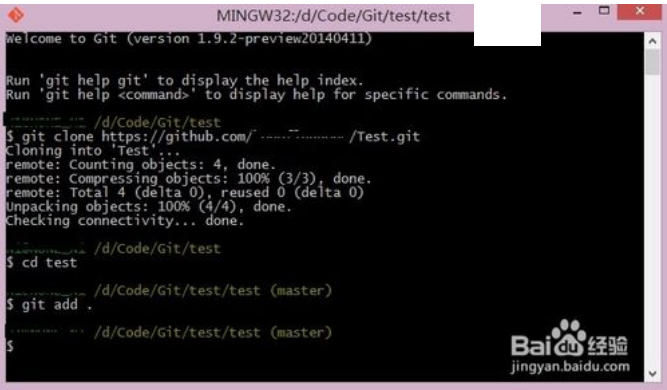 MINGW32:/d/Code/Git/test/test
Welcome to Git (version 1.9.2-preview20140411)
Run 'git help git' to display the help index.
Run 'git help <command>' to display help for specific commands.
/d/Code/Git/test
$ git clone https://github.com/ /Test.git
Cloning into 'Test'...
remote: Counting objects: 4, done.
remote: Compressing objects: 100% (3/3), done.
remote: Total 4 (delta 0), reused 0 (delta 0)
Unpacking objects: 100% (4/4), done.
Checking connectivity... done.
/d/Code/Git/test
$ cd test
/d/Code/Git/test/test (master)
$ git add .
/d/Code/Git/test/test (master)
$
Baidu 经验
jingyan.baidu.com